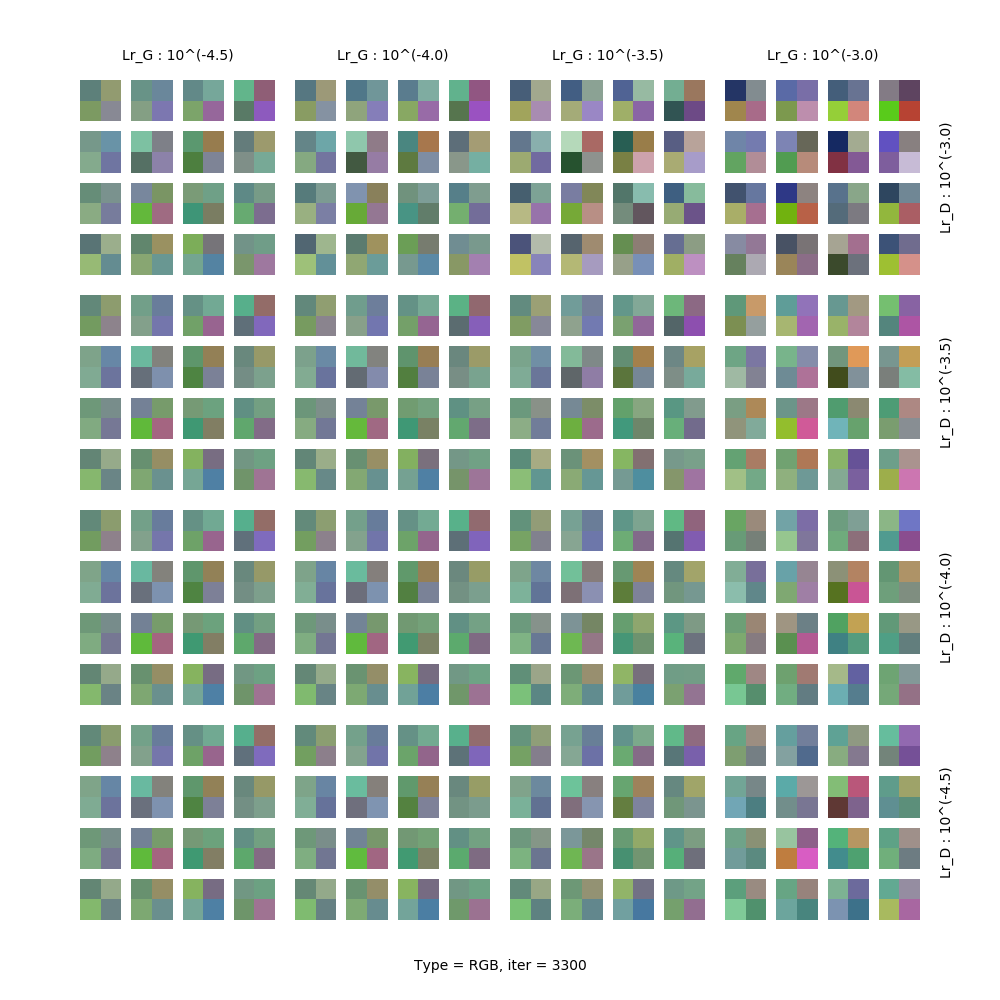 Lr_G : 10^(-4.5)
Lr_G : 10^(-4.0)
Lr_G : 10^(-3.5)
Lr_G : 10^(-3.0)
Lr_D : 10^(-3.0)
Lr_D : 10^(-3.5)
Lr_D : 10^(-4.0)
Lr_D : 10^(-4.5)
Type = RGB, iter = 3300